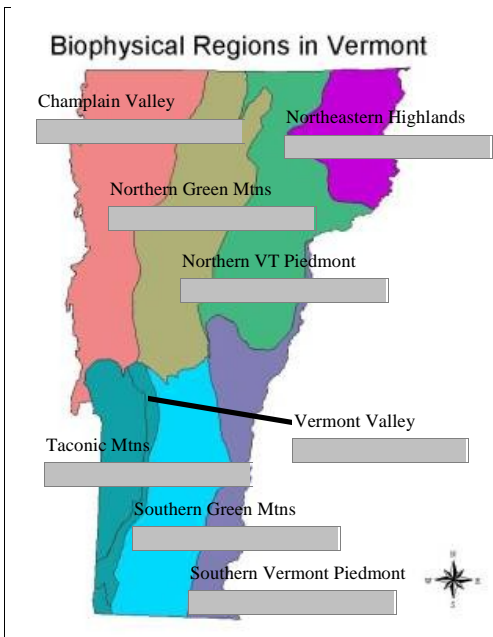 Biophysical Regions in Vermont
Champlain Valley
Northeastern Highlands
Northern Green Mtns
Northern VT Piedmont
Vermont Valley
Taconic Mtns
Southern Green Mtns
Southern Vermont Piedmont
N
W E
S